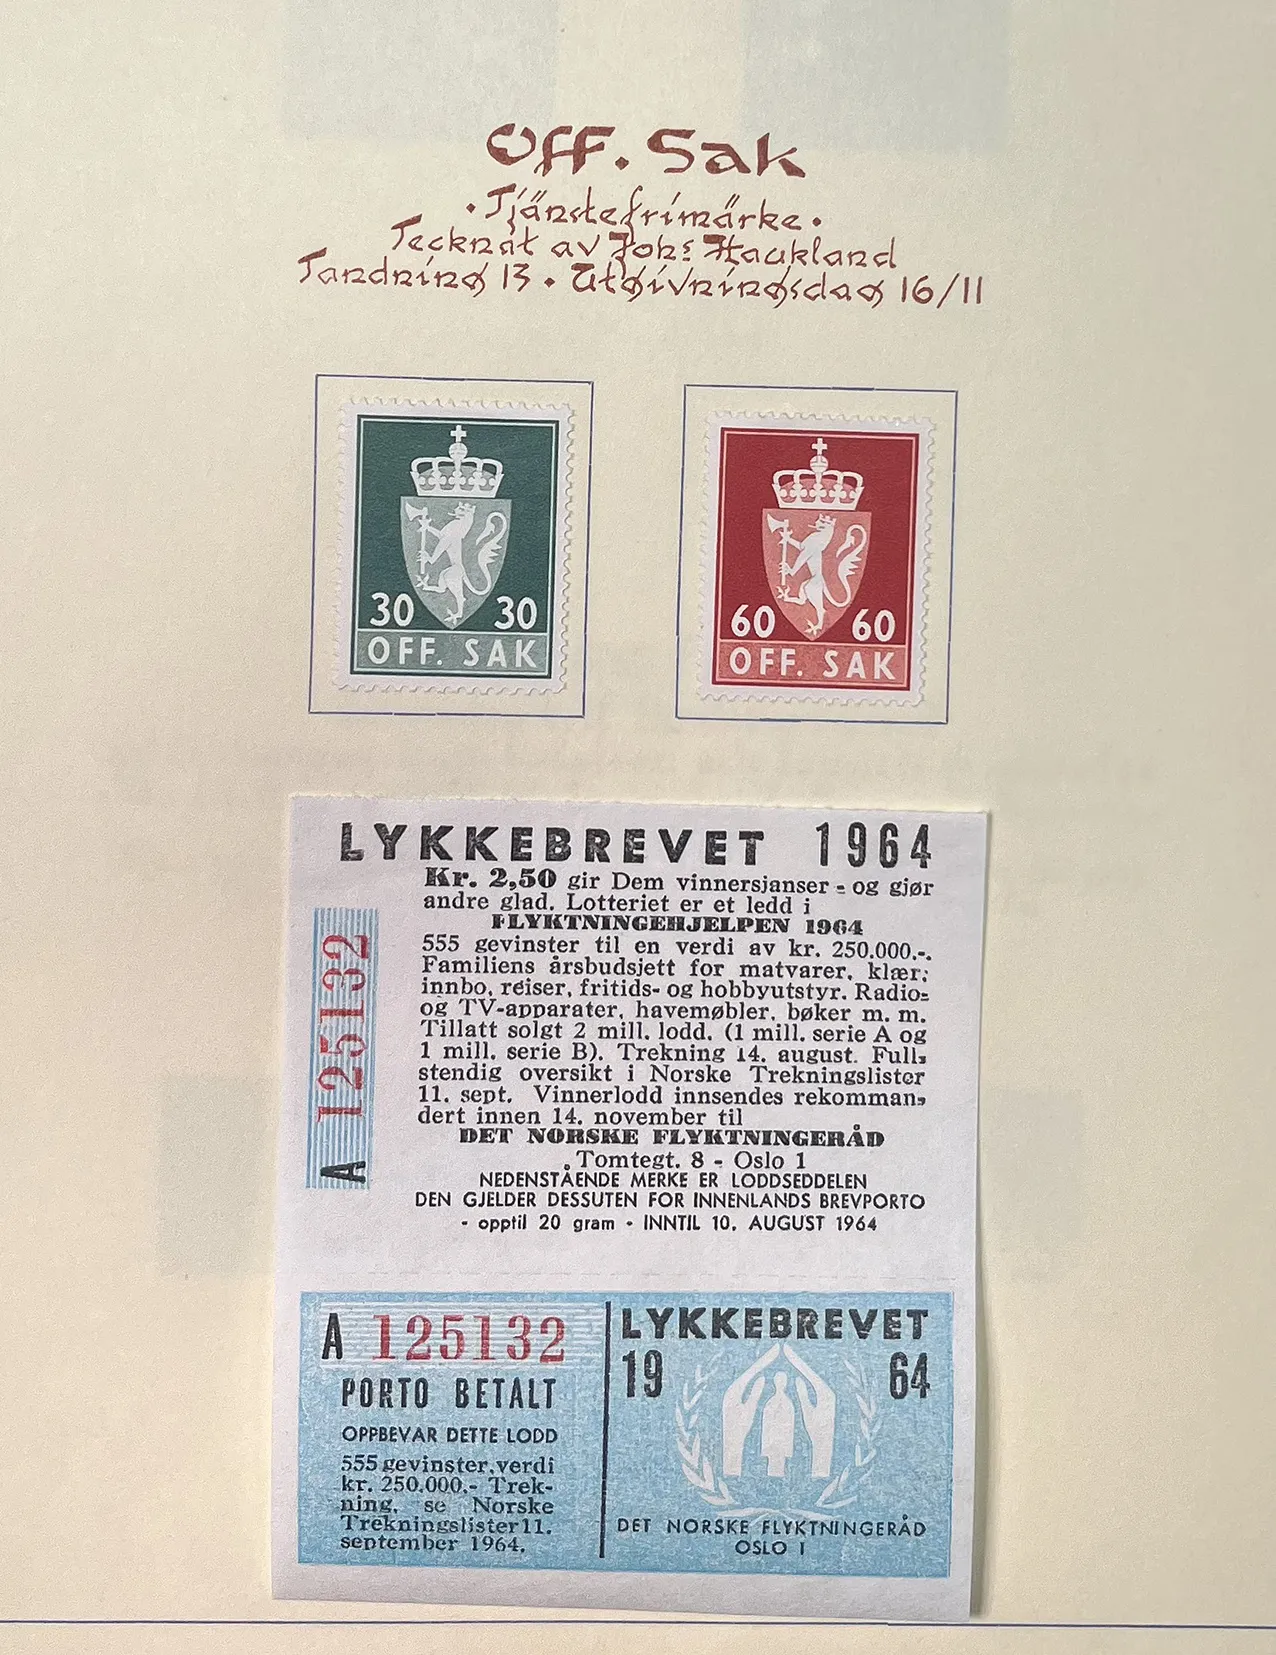 Off. Sak
· Tjänstefrimärke ·
Tecknat av Johs Haukland
Tandning 13 · Utgivningsdag 16/11
30 30
OFF. SAK
60 60
OFF. SAK
LYKKEBREVET 1964
Kr. 2,50 gir Dem vinnersjanser - og gjør
andre glad. Lotteriet er et ledd i
FLYKTNINGEHJELPEN 1964
555 gevinster til en verdi av kr. 250.000.-.
Familiens årsbudsjett for matvarer, klær,
innbo, reiser, fritids- og hobbyutstyr. Radio-
og TV-apparater, havemøbler, bøker m. m.
Tillatt solgt 2 mill. lodd. (1 mill. serie A og
1 mill. serie B). Trekning 14. august. Full-
stendig oversikt i Norske Trekningslister
11. sept. Vinnerlodd innsendes rekomman-
dert innen 14. november til
DET NORSKE FLYKTNINGERÅD
Tomtegt. 8 - Oslo 1
NEDENSTÅENDE MERKE ER LODDSEDDELEN
DEN GJELDER DESSUTEN FOR INNENLANDS BREVPORTO
- opptil 20 gram - INNTIL 10. AUGUST 1964
A 125132
A 125132
PORTO BETALT
OPPBEVAR DETTE LODD
555 gevinster, verdi
kr. 250.000.- Trek-
ning, se Norske
Trekningslister 11.
september 1964.
LYKKEBREVET
19 64
DET NORSKE FLYKTNINGERÅD
OSLO 1